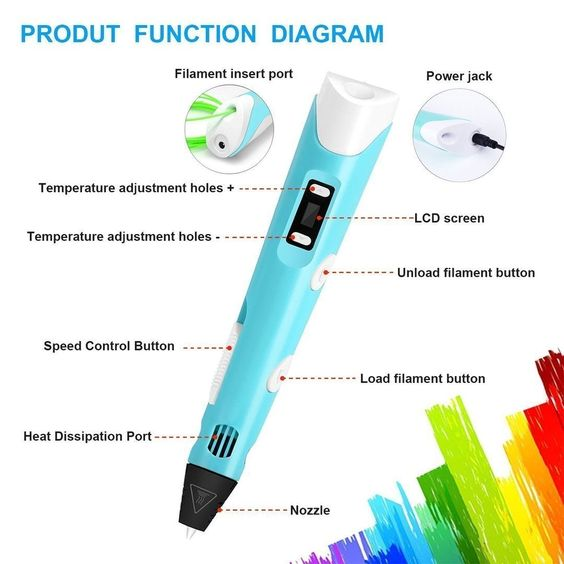 PRODUT FUNCTION DIAGRAM
Filament insert port
Power jack
Temperature adjustment holes +
LCD screen
Temperature adjustment holes -
Unload filament button
Speed Control Button
Load filament button
Heat Dissipation Port
Nozzle